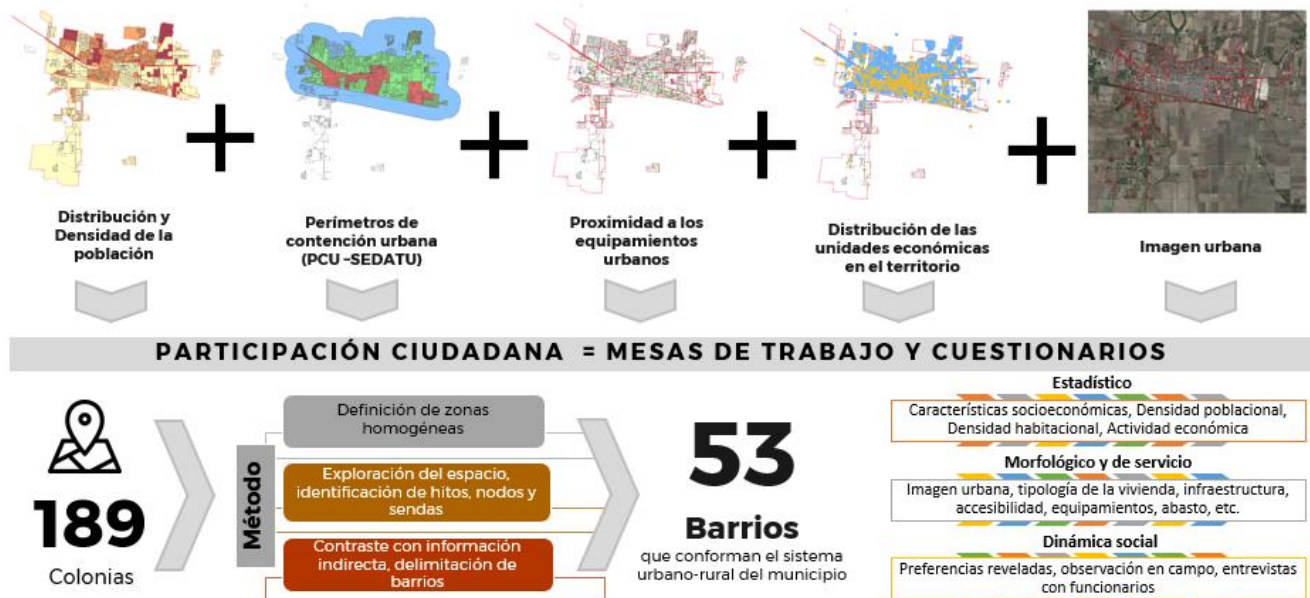 Distribución y
Densidad de la
población
Perímetros de
contención urbana
(PCU –SEDATU)
Proximidad a los
equipamientos
urbanos
Distribución de las
unidades económicas
en el territorio
Imagen urbana
PARTICIPACIÓN CIUDADANA = MESAS DE TRABAJO Y CUESTIONARIOS
189
Colonias
Método
Definición de zonas
homogéneas
Exploración del espacio,
identificación de hitos, nodos y
sendas
Contraste con información
indirecta, delimitación de
barrios
53
Barrios
que conforman el sistema
urbano-rural del municipio
Estadístico
Características socioeconómicas, Densidad poblacional,
Densidad habitacional, Actividad económica
Morfológico y de servicio
Imagen urbana, tipología de la vivienda, infraestructura,
accesibilidad, equipamientos, abasto, etc.
Dinámica social
Preferencias reveladas, observación en campo, entrevistas
con funcionarios